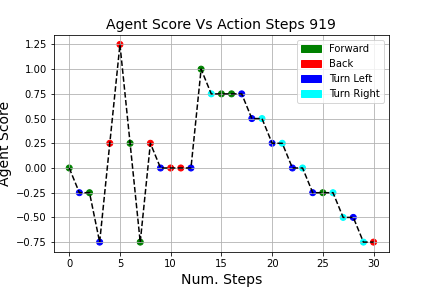 Agent Score Vs Action Steps 919
Agent Score
1.25
1.00
0.75
0.50
0.25
0.00
−0.25
−0.50
−0.75
Forward
Back
Turn Left
Turn Right
0 5 10 15 20 25 30
Num. Steps